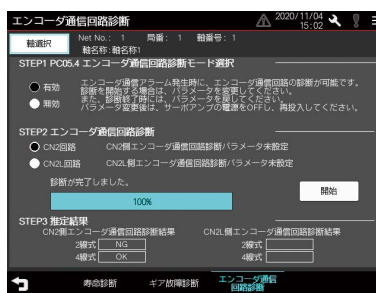 エンコーダ通信回路診断
2020/11/04
15:02
軸選択
Net No.: 1 局番: 1 軸番号: 1
軸名称:軸名称1
STEP1 PC05.4 エンコーダ通信回路診断モード選択
有効
無効
エンコーダ通信アラーム発生時に、エンコーダ通信回路の診断が可能です。
診断を開始する場合は、パラメータを変更してください。
また、診断終了時には、パラメータを戻してください。
パラメータ変更後は、サーボアンプの電源をOFFし、再投入してください。
STEP2 エンコーダ通信回路診断
CN2回路 CN2側エンコーダ通信回路診断パラメータ未設定
CN2L回路 CN2L側エンコーダ通信回路診断パラメータ未設定
診断が完了しました。
100%
開始
STEP3 推定結果
CN2側エンコーダ通信回路診断結果 CN2L側エンコーダ通信回路診断結果
2線式 NG 2線式
4線式 OK 4線式
寿命診断 ギア故障診断 エンコーダ通信
回路診断